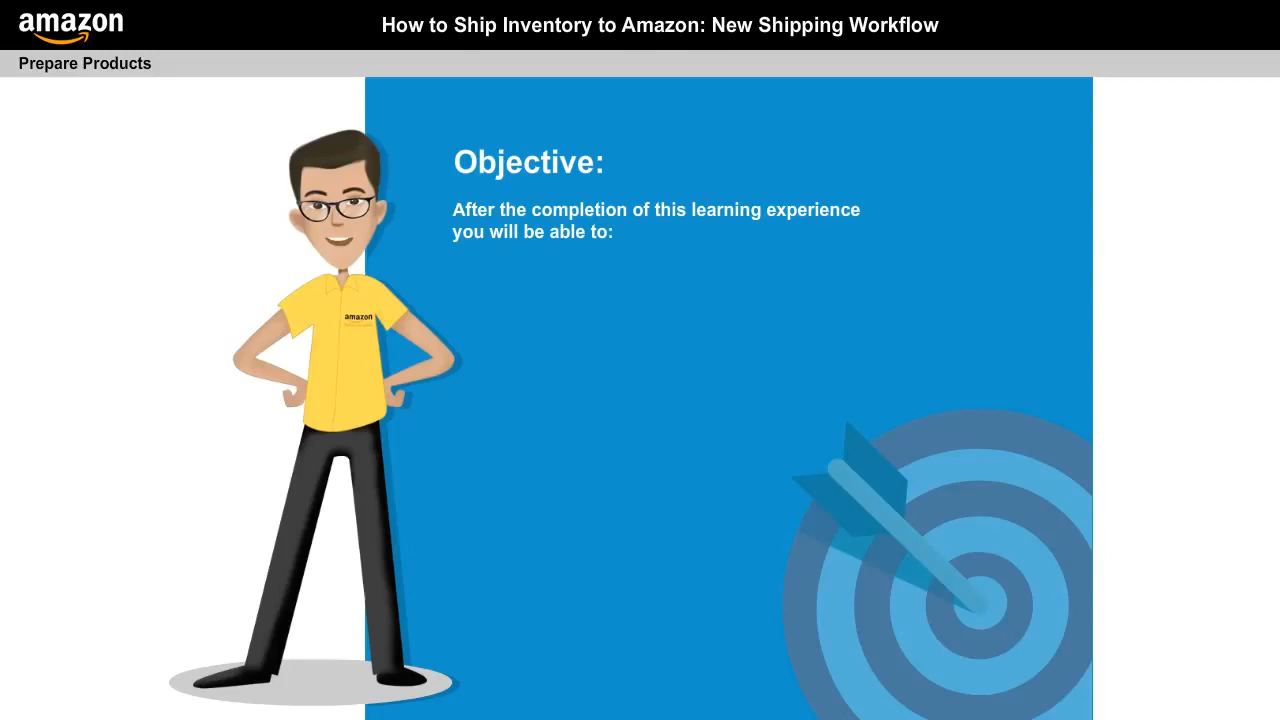 amazon
How to Ship Inventory to Amazon: New Shipping Workflow
Prepare Products
Objective:
After the completion of this learning experience
you will be able to:
amazon